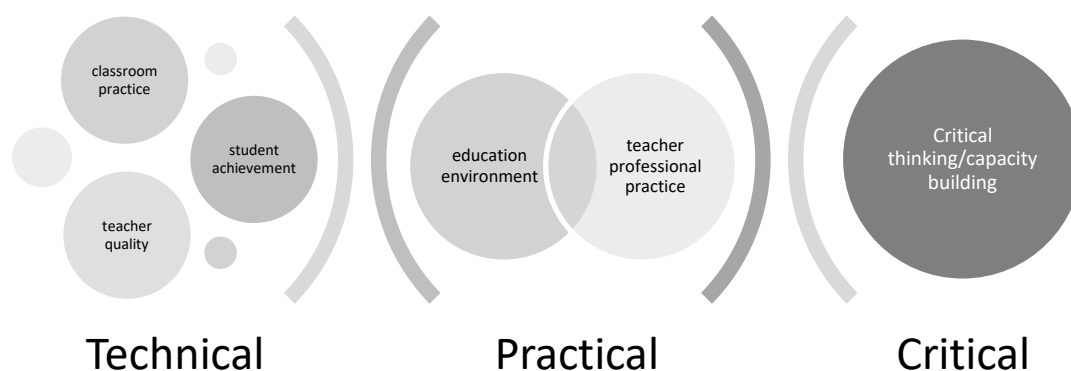 classroom
practice
student
achievement
teacher
quality
education
environment
teacher
professional
practice
Critical
thinking/capacity
building
Technical
Practical
Critical